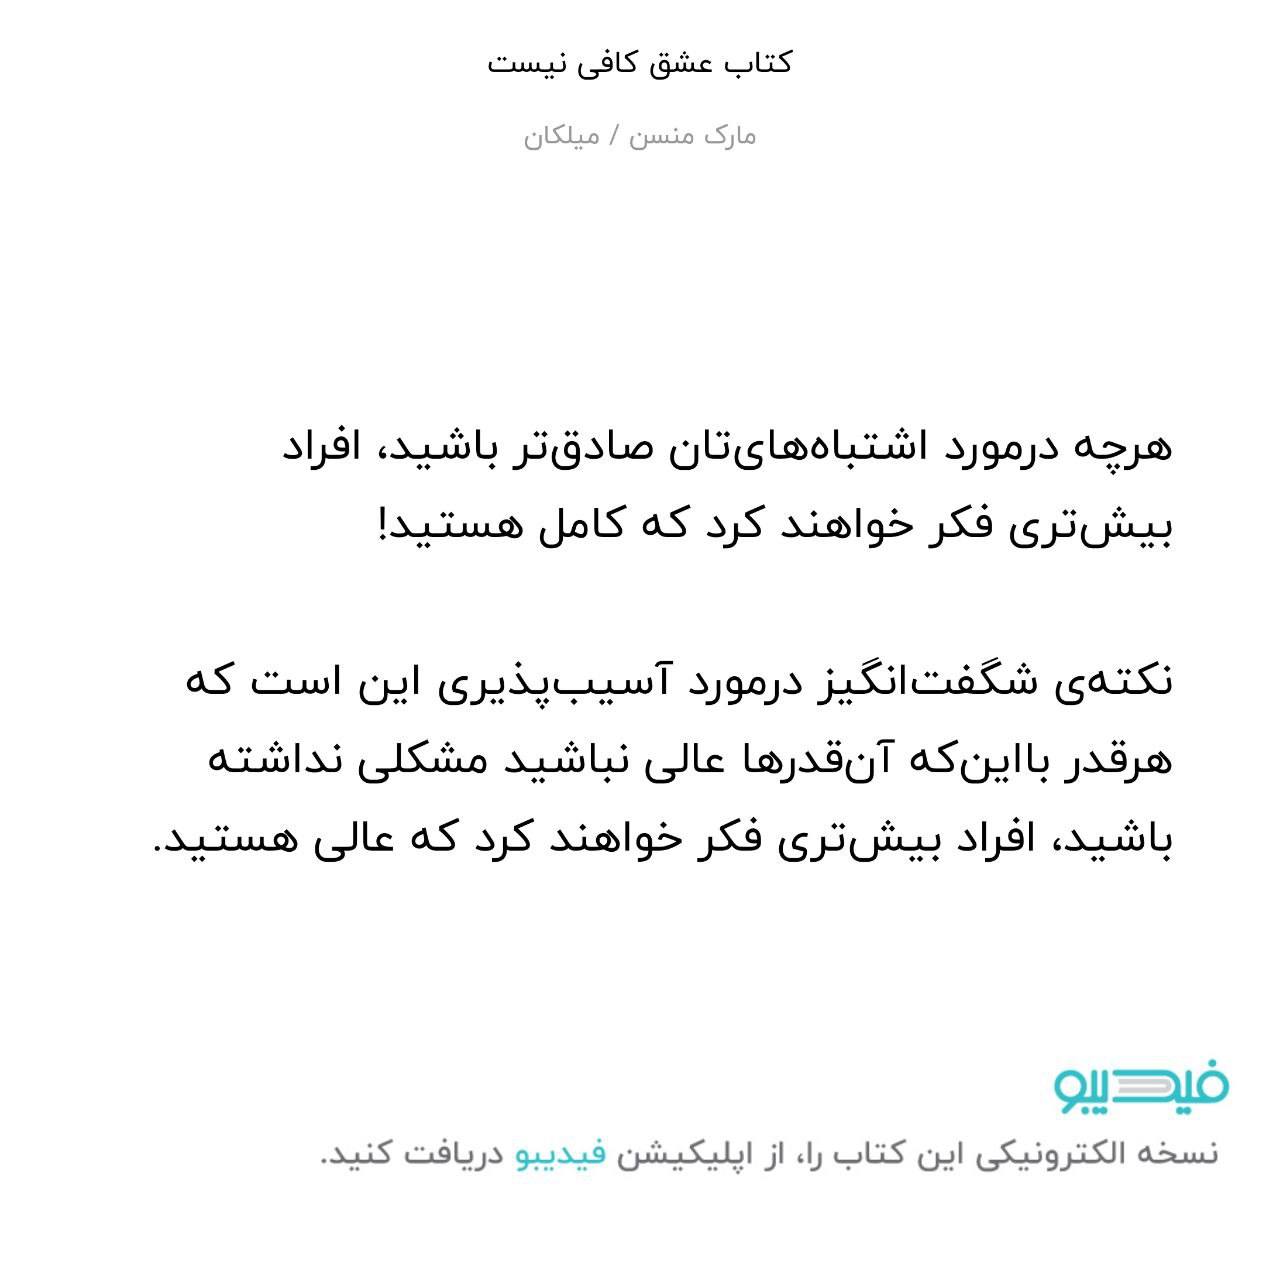 کتاب عشق کافی نیست
مارک منسن / میلکان
هرچه درمورد اشتباه‌های‌تان صادق‌تر باشید، افراد
بیش‌تری فکر خواهند کرد که کامل هستید!
نکته‌ی شگفت‌انگیز درمورد آسیب‌پذیری این است که
هرقدر بااین‌که آن‌قدرها عالی نباشید مشکلی نداشته
باشید، افراد بیش‌تری فکر خواهند کرد که عالی هستید.
فیدیبو
نسخه الکترونیکی این کتاب را، از اپلیکیشن فیدیبو دریافت کنید.